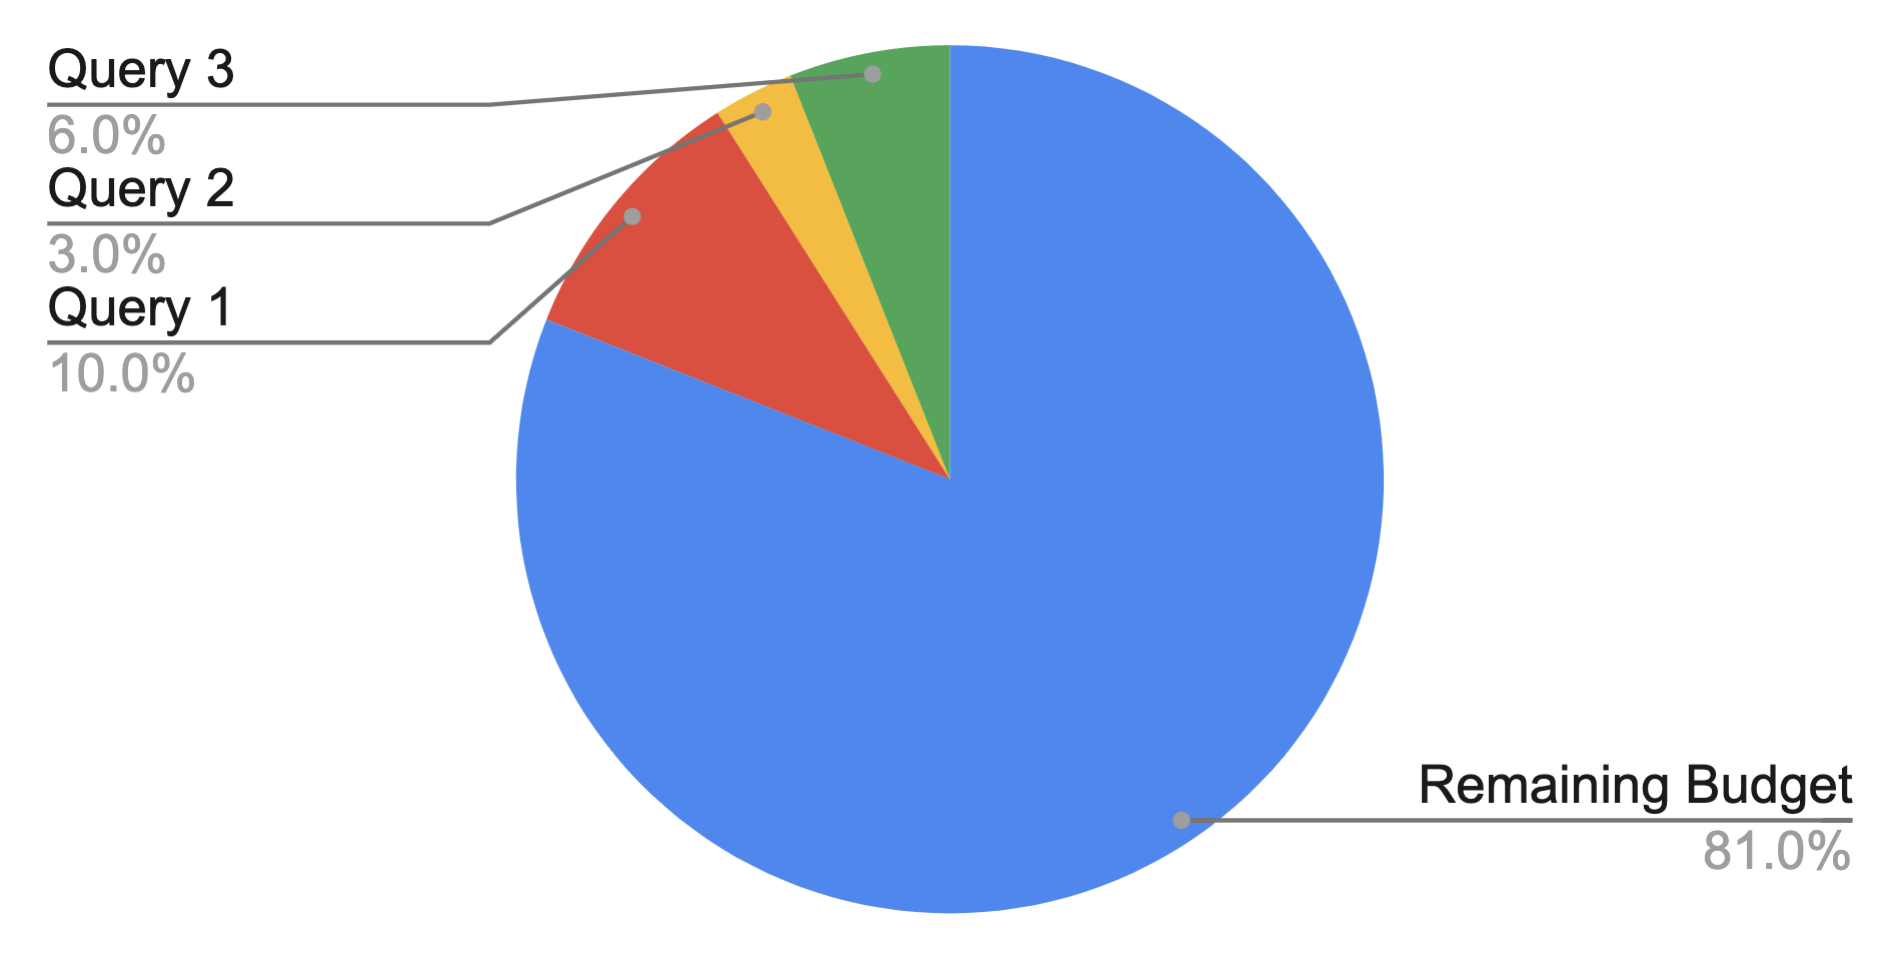 Query 3
6.0%
Query 2
3.0%
Query 1
10.0%
Remaining Budget
81.0%